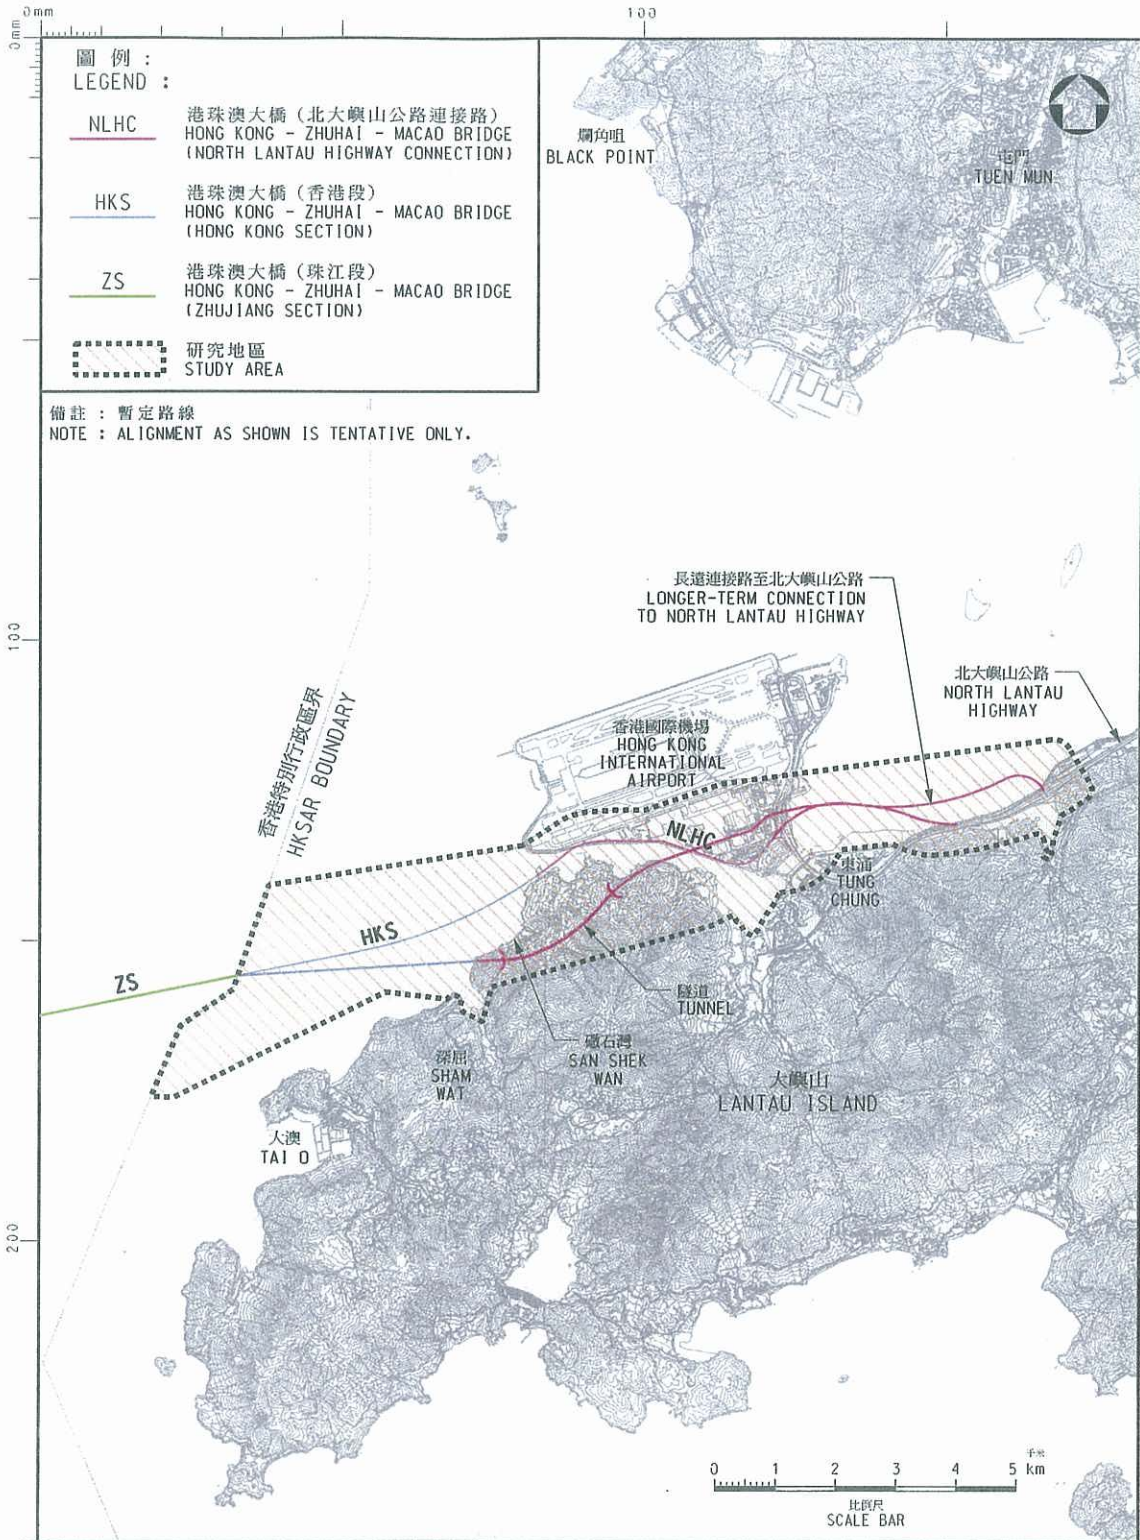 0mm
100
0mm
圖 例 :
LEGEND :
NLHC
港珠澳大橋 (北大嶼山公路連接路)
HONG KONG - ZHUHAI - MACAO BRIDGE
(NORTH LANTAU HIGHWAY CONNECTION)
HKS
港珠澳大橋 (香港段)
HONG KONG - ZHUHAI - MACAO BRIDGE
(HONG KONG SECTION)
ZS
港珠澳大橋 (珠江段)
HONG KONG - ZHUHAI - MACAO BRIDGE
(ZHUJIANG SECTION)
研究地區
STUDY AREA
備註 : 暫定路線
NOTE : ALIGNMENT AS SHOWN IS TENTATIVE ONLY.
爛角咀
BLACK POINT
屯門
TUEN MUN
長遠連接路至北大嶼山公路
LONGER-TERM CONNECTION
TO NORTH LANTAU HIGHWAY
100
北大嶼山公路
NORTH LANTAU
HIGHWAY
香港特別行政區界
HKSAR BOUNDARY
香港國際機場
HONG KONG
INTERNATIONAL
AIRPORT
NLHC
東涌
TUNG
CHUNG
HKS
ZS
隧道
TUNNEL
䃟石灣
SAN SHEK
WAN
深屈
SHAM
WAT
大嶼山
LANTAU ISLAND
大澳
TAI O
200
0 1 2 3 4 5 km
千米
比例尺
SCALE BAR